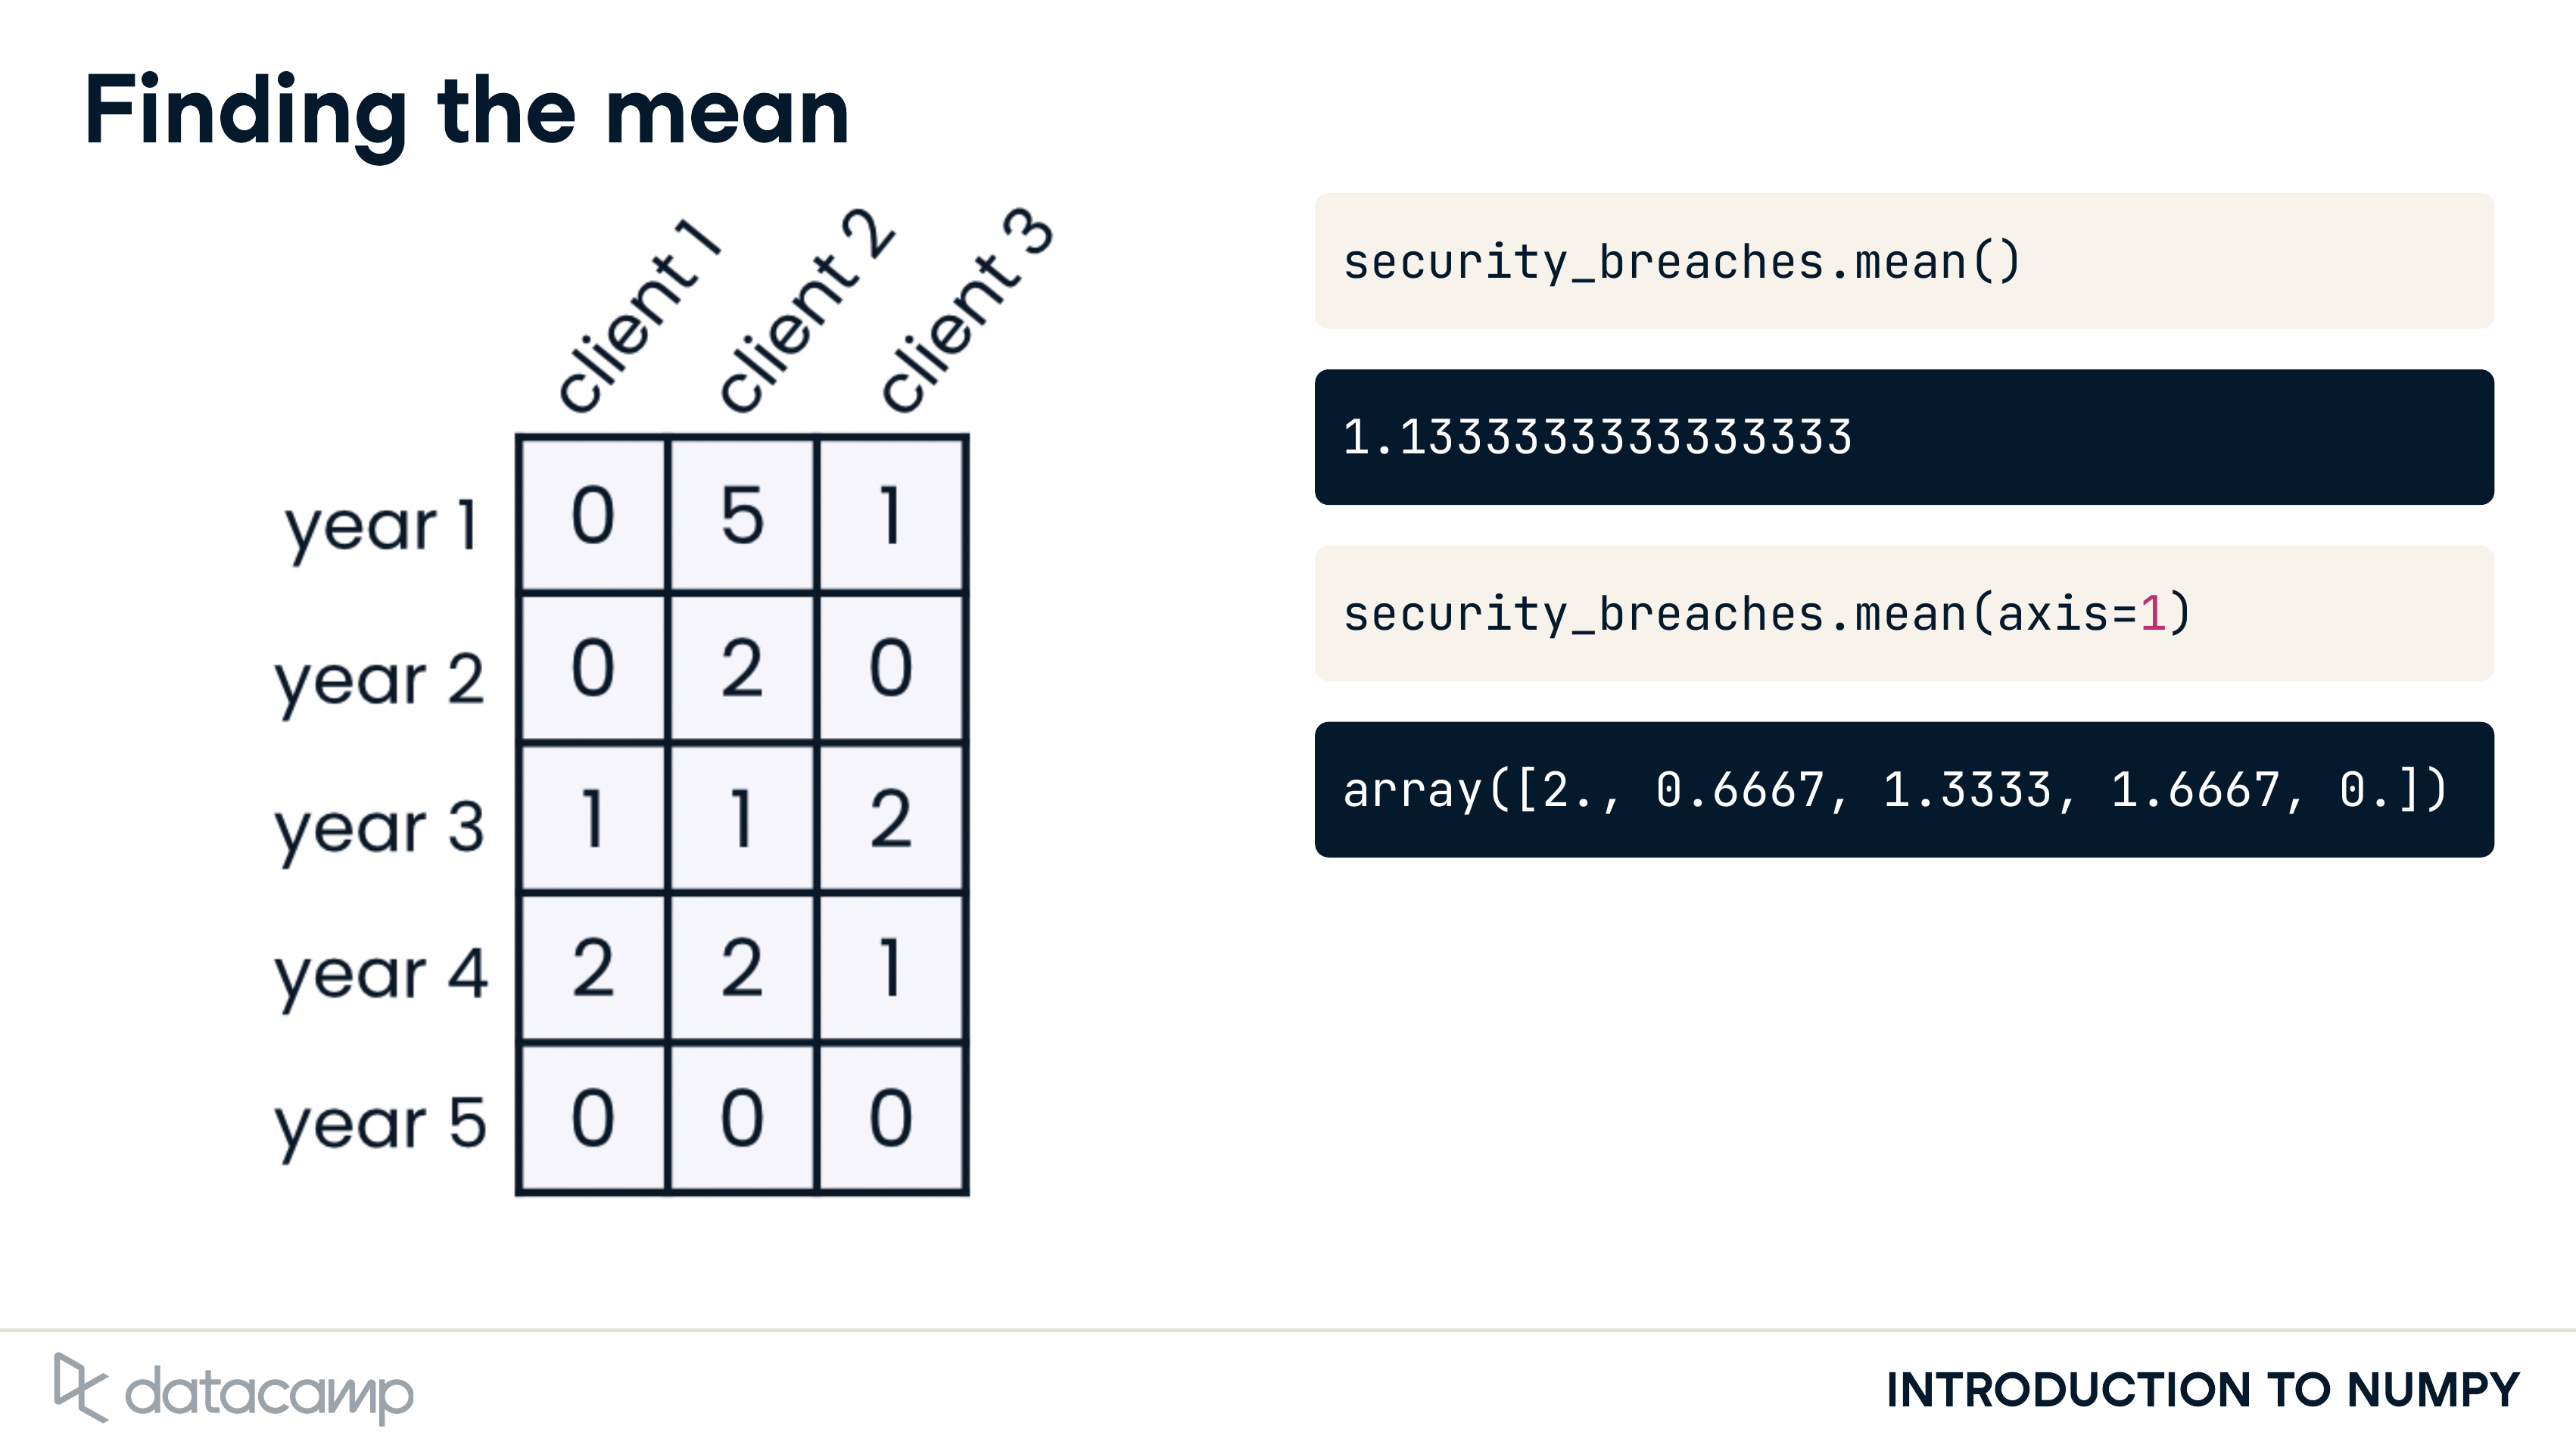 Finding the mean
client 1 client 2 client 3
year 1 0 5 1
year 2 0 2 0
year 3 1 1 2
year 4 2 2 1
year 5 0 0 0
security_breaches.mean()
1.1333333333333333
security_breaches.mean(axis=1)
array([2., 0.6667, 1.3333, 1.6667, 0.])
datacamp
INTRODUCTION TO NUMPY